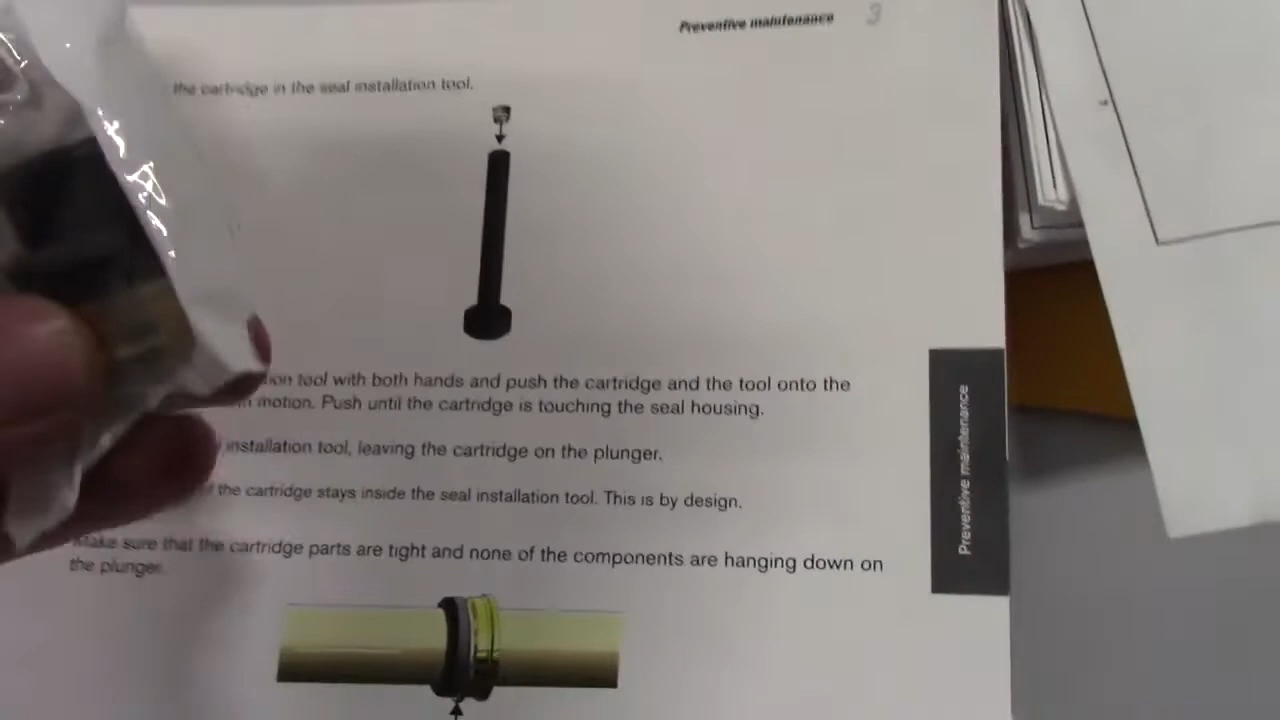 Preventive maintenance 3
the cartridge in the seal installation tool.
tool with both hands and push the cartridge and the tool onto the
motion. Push until the cartridge is touching the seal housing.
installation tool, leaving the cartridge on the plunger.
the cartridge stays inside the seal installation tool. This is by design.
Make sure that the cartridge parts are tight and none of the components are hanging down on
the plunger.
Preventive maintenance